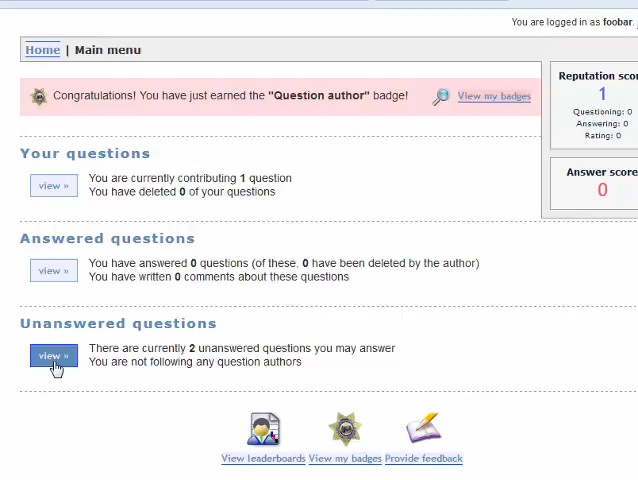 You are logged in as foobar.
Home | Main menu
Congratulations! You have just earned the "Question author" badge! View my badges
Reputation
1
Questioning: 0
Answering: 0
Rating: 0
Answer score
0
Your questions
view »
You are currently contributing 1 question
You have deleted 0 of your questions
Answered questions
view »
You have answered 0 questions (of these, 0 have been deleted by the author)
You have written 0 comments about these questions
Unanswered questions
view »
There are currently 2 unanswered questions you may answer
You are not following any question authors
View leaderboards View my badges Provide feedback